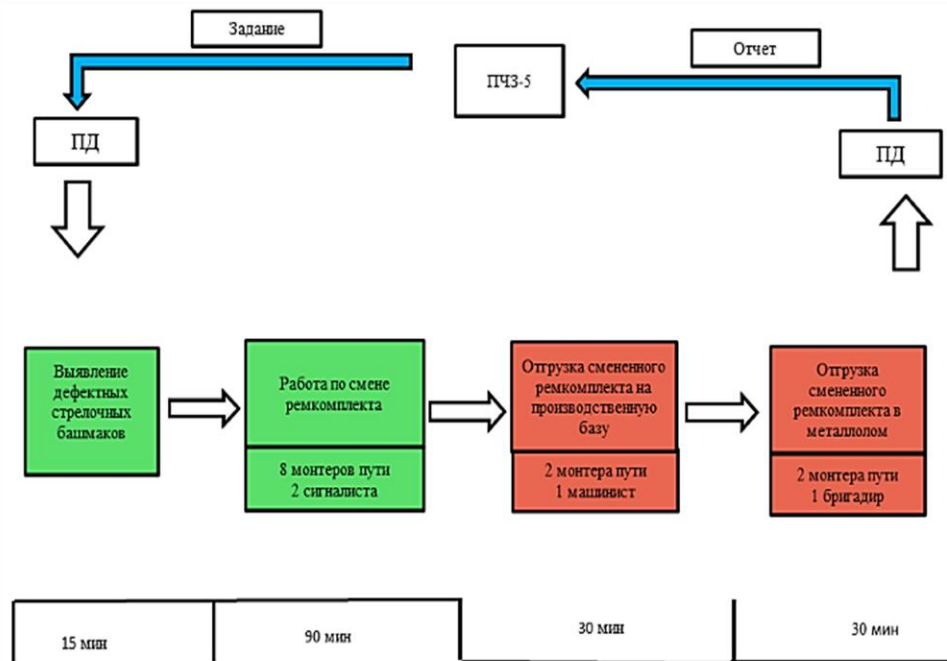 Задание
Отчет
ПЧЗ-5
ПД
ПД
Выявление
дефектных
стрелочных
башмаков
Работа по смене
ремкомплекта
8 монтеров пути
2 сигналиста
Отгрузка смененного
ремкомплекта на
производственную
базу
2 монтера пути
1 машинист
Отгрузка
смененного
ремкомплекта в
металлолом
2 монтера пути
1 бригадир
15 мин
90 мин
30 мин
30 мин